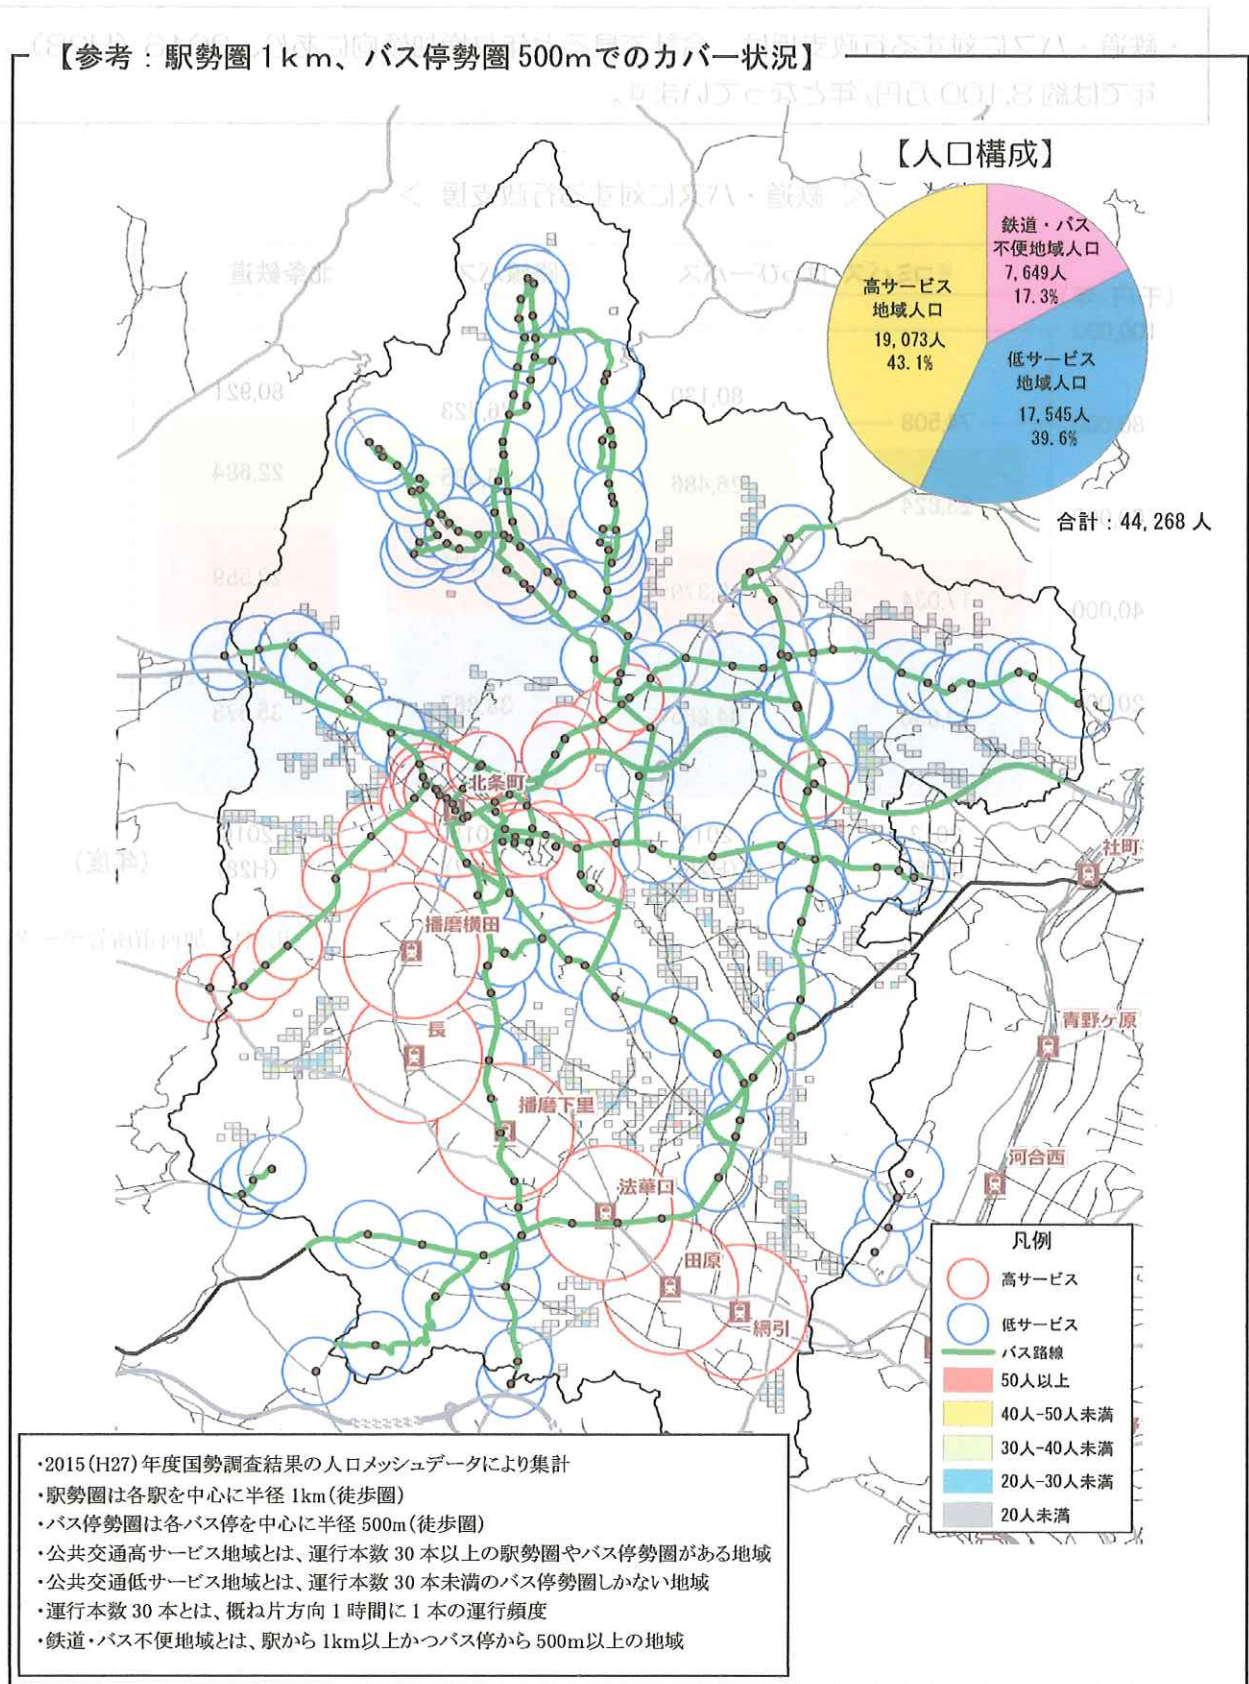 【参考：駅勢圏1km、バス停勢圏500mでのカバー状況】
【人口構成】
鉄道・バス
不便地域人口
7,649人
17.3%
高サービス
地域人口
19,073人
43.1%
低サービス
地域人口
17,545人
39.6%
合計：44,268人
北条町
社町
播磨横田
長
青野ヶ原
播磨下里
河合西
法華口
田原
網引
凡例
高サービス
低サービス
バス路線
50人以上
40人-50人未満
30人-40人未満
20人-30人未満
20人未満
・2015(H27)年度国勢調査結果の人口メッシュデータにより集計
・駅勢圏は各駅を中心に半径1km(徒歩圏)
・バス停勢圏は各バス停を中心に半径500m(徒歩圏)
・公共交通高サービス地域とは、運行本数30本以上の駅勢圏やバス停勢圏がある地域
・公共交通低サービス地域とは、運行本数30本未満のバス停勢圏しかない地域
・運行本数30本とは、概ね片方向1時間に1本の運行頻度
・鉄道・バス不便地域とは、駅から1km以上かつバス停から500m以上の地域